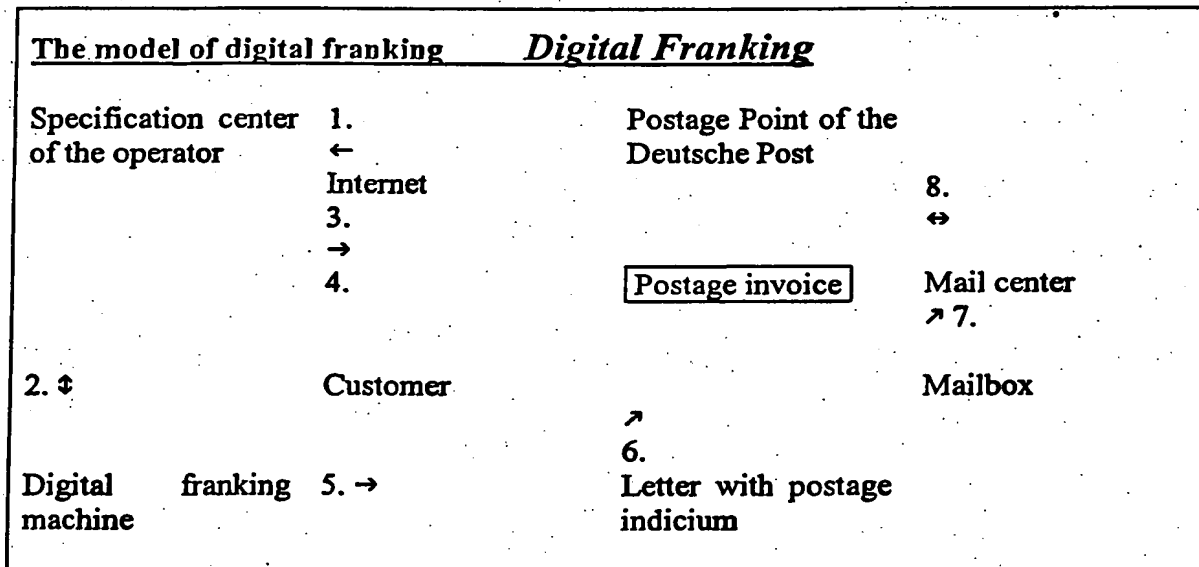 The model of digital franking Digital Franking
Specification center 1. Postage Point of the
of the operator ← Deutsche Post
Internet 8.
3. ↔
→
4. Postage invoice Mail center
↗ 7.
2. ↕ Customer Mailbox
↗
6.
Digital franking 5. → Letter with postage
machine indicium